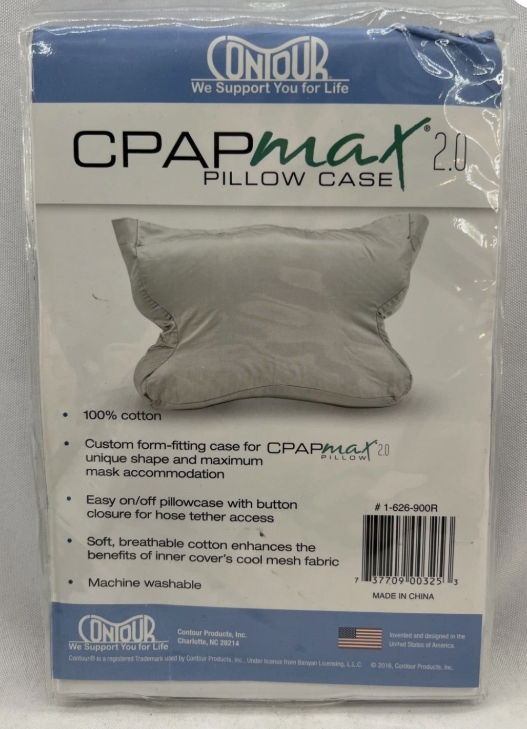 CONTOUR
We Support You for Life
CPAPmax® 2.0
PILLOW CASE
• 100% cotton
• Custom form-fitting case for CPAPmax 2.0
PILLOW
unique shape and maximum
mask accommodation
• Easy on/off pillowcase with button
closure for hose tether access
• Soft, breathable cotton enhances the
benefits of inner cover's cool mesh fabric
• Machine washable
# 1-626-900R
7 37709 00325 3
MADE IN CHINA
CONTOUR
We Support You for Life
Contour Products, Inc.
Charlotte, NC 28214
Invented and designed in the
United States of America.
Contour® is a registered Trademark used by Contour Products, Inc. Under license from Banyan Licensing, L.L.C. © 2016, Contour Products, Inc.